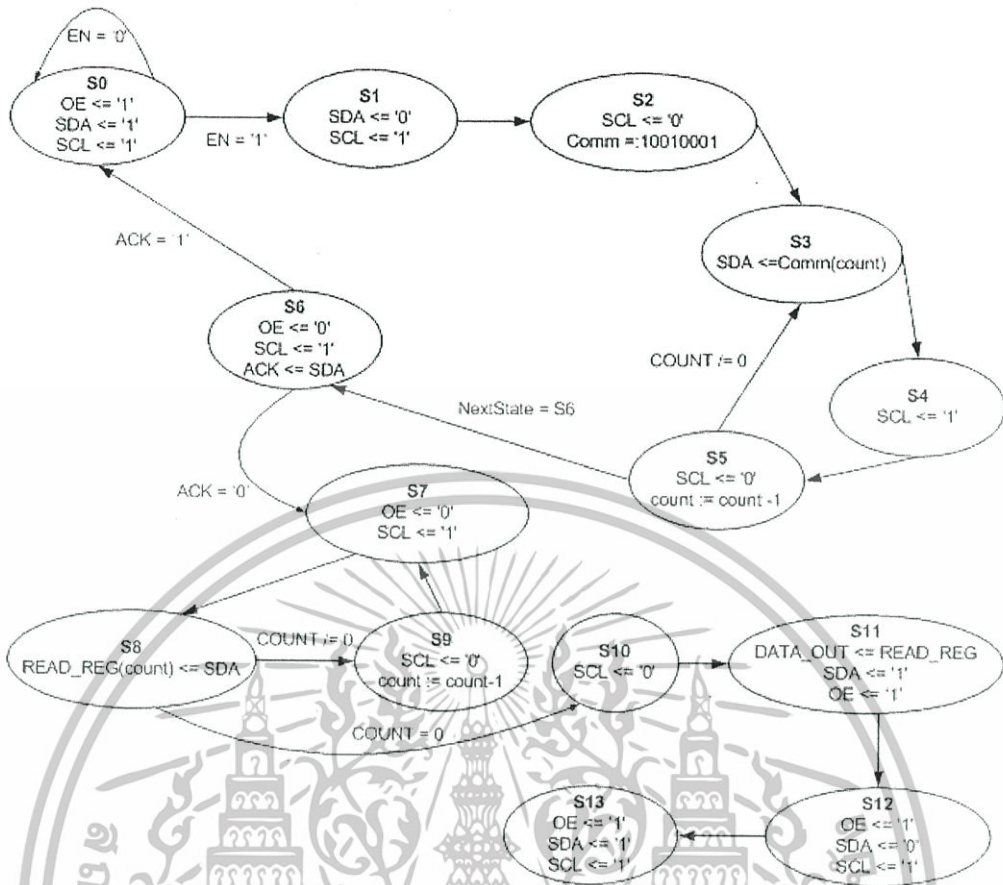 EN = '0'
S0
OE <= '1'
SDA <= '1'
SCL <= '1'
EN = '1'
S1
SDA <= '0'
SCL <= '1'
S2
SCL <= '0'
Comm =:10010001
S3
SDA <=Comm(count)
ACK = '1'
S6
OE <= '0'
SCL <= '1'
ACK <= SDA
COUNT /= 0
S4
SCL <= '1'
NextState = S6
S5
SCL <= '0'
count := count -1
ACK = '0'
S7
OE <= '0'
SCL <= '1'
S8
READ_REG(count) <= SDA
COUNT /= 0
S9
SCL <= '0'
count := count-1
S10
SCL <= '0'
S11
DATA_OUT <= READ_REG
SDA <= '1'
OE <= '1'
COUNT = 0
S13
OE <= '1'
SDA <= '1'
SCL <= '1'
S12
OE <= '1'
SDA <= '0'
SCL <= '1'